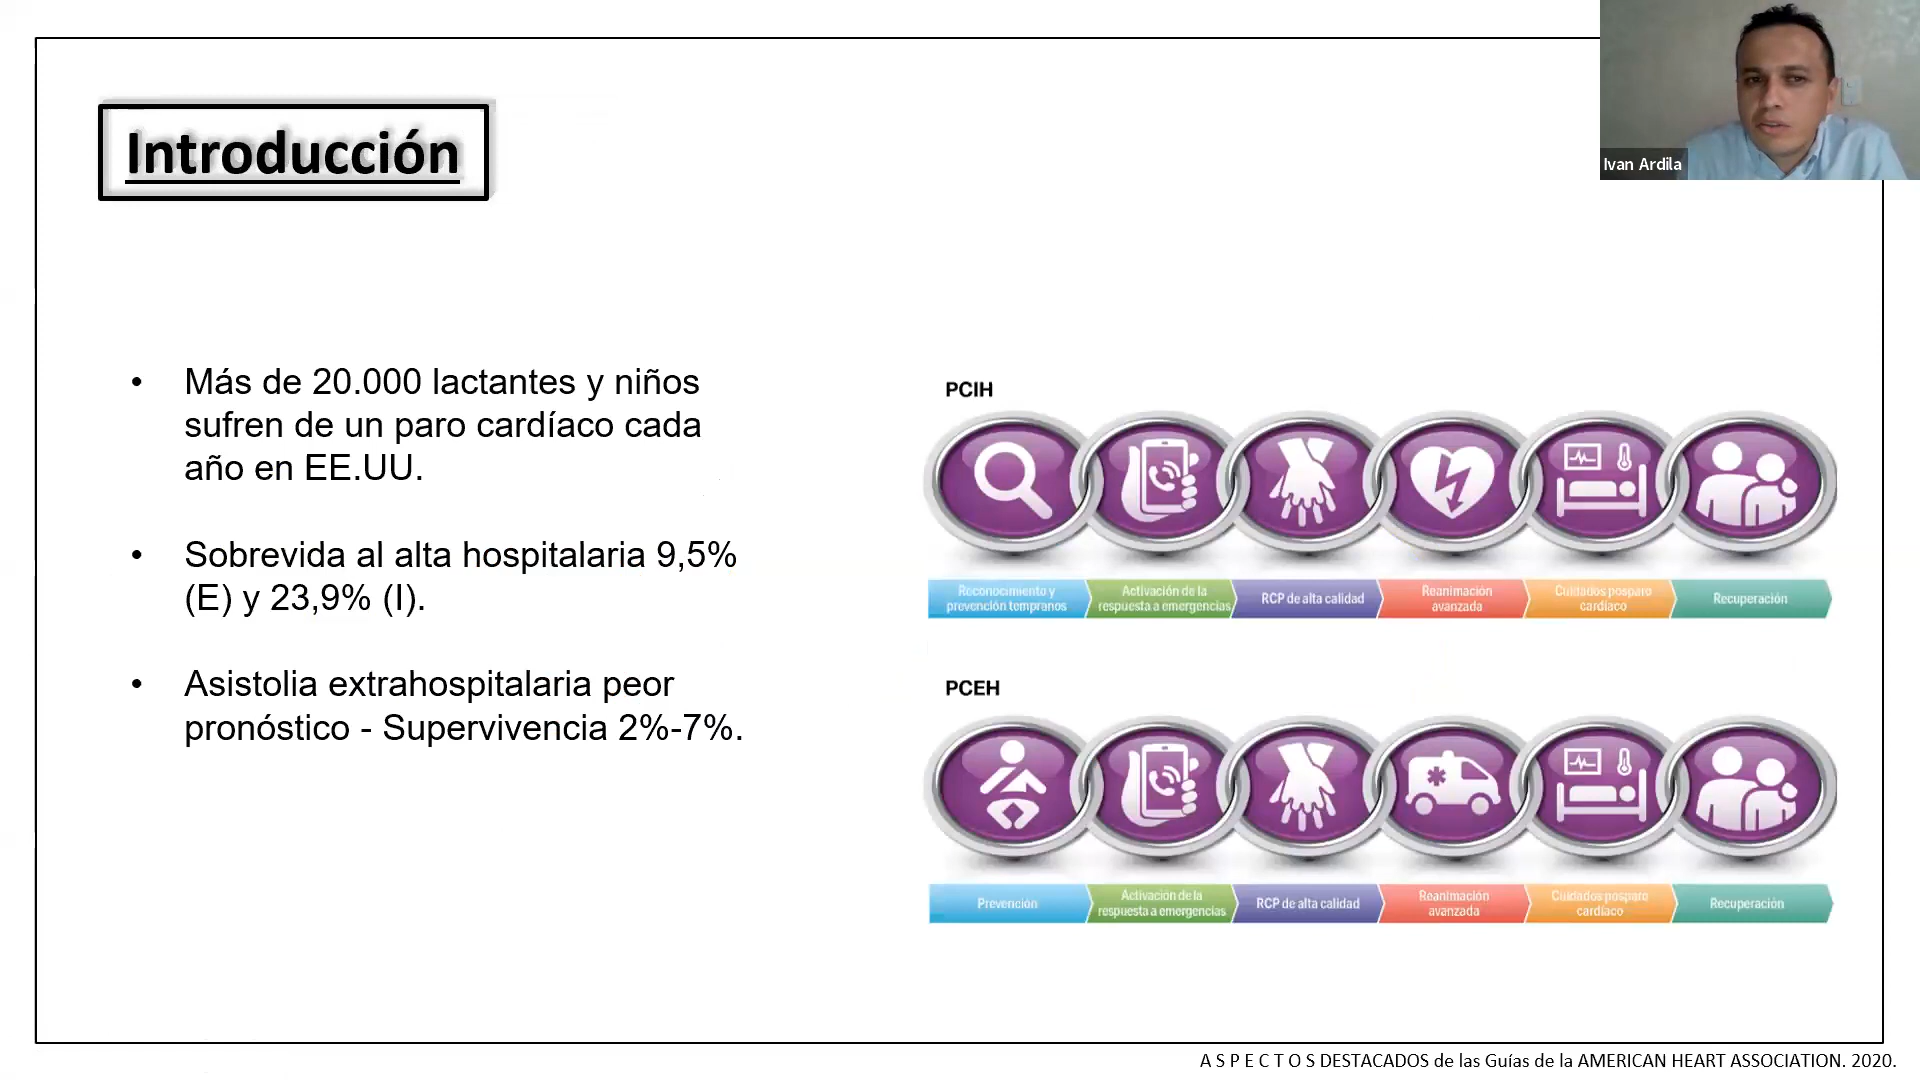 Introducción
Ivan Ardila
• Más de 20.000 lactantes y niños
sufren de un paro cardíaco cada
año en EE.UU.
• Sobrevida al alta hospitalaria 9,5%
(E) y 23,9% (I).
• Asistolia extrahospitalaria peor
pronóstico - Supervivencia 2%-7%.
PCIH
Reconocimiento y
prevención tempranos
Activación de la
respuesta a emergencias
RCP de alta calidad
Reanimación
avanzada
Cuidados posparo
cardíaco
Recuperación
PCEH
Prevención
Activación de la
respuesta a emergencias
RCP de alta calidad
Reanimación
avanzada
Cuidados posparo
cardíaco
Recuperación
A S P E C T O S DESTACADOS de las Guías de la AMERICAN HEART ASSOCIATION. 2020.